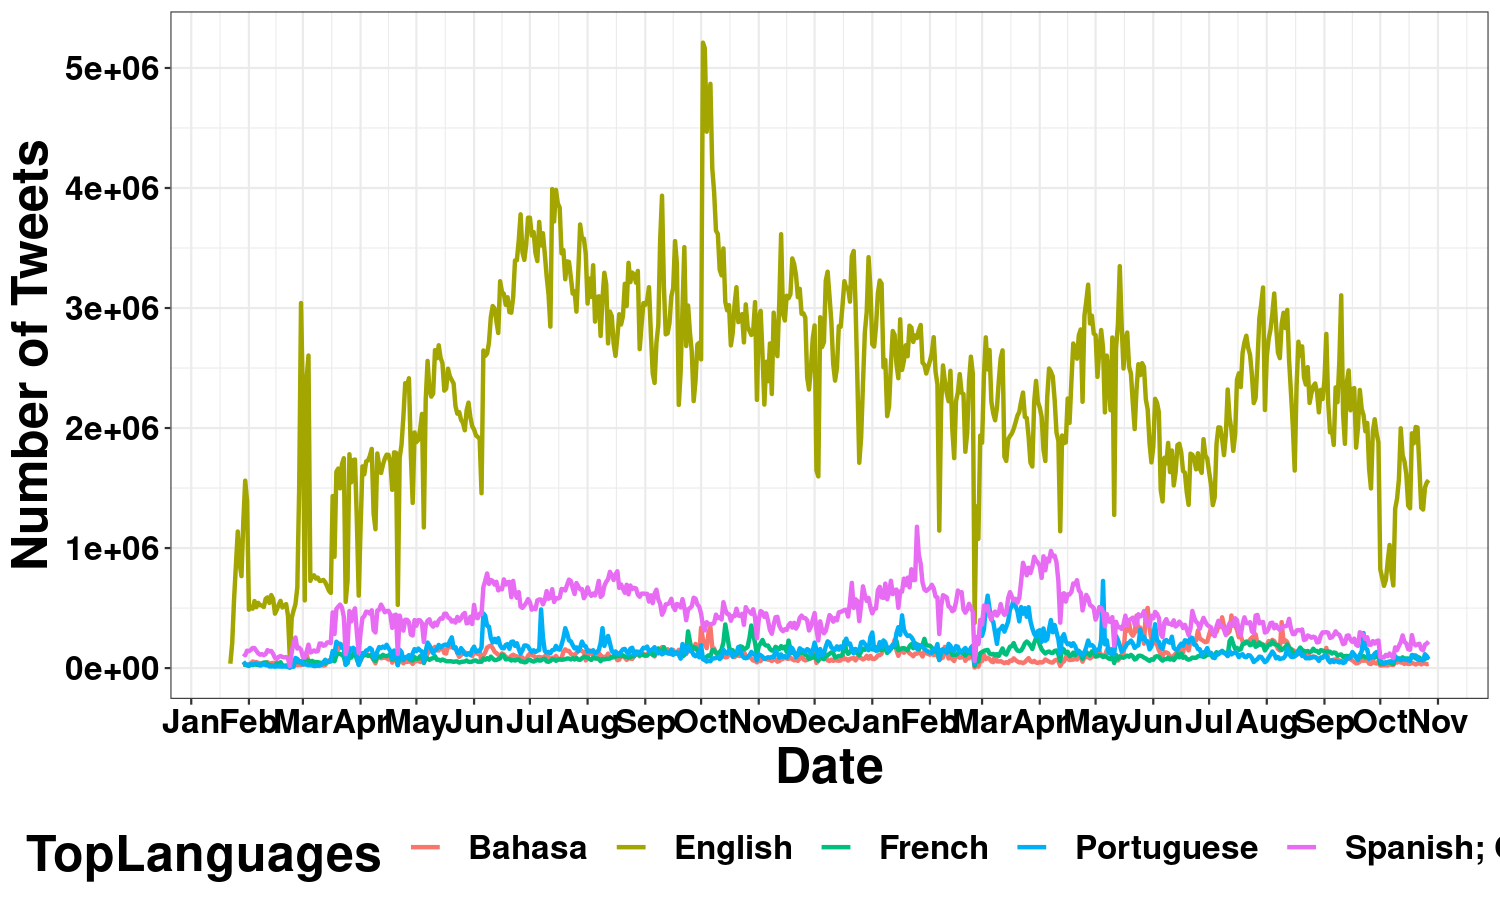 Number of Tweets
5e+06
4e+06
3e+06
2e+06
1e+06
0e+00
Jan Feb Mar Apr May Jun Jul Aug Sep Oct Nov Dec Jan Feb Mar Apr May Jun Jul Aug Sep Oct Nov
Date
TopLanguages Bahasa English French Portuguese Spanish;